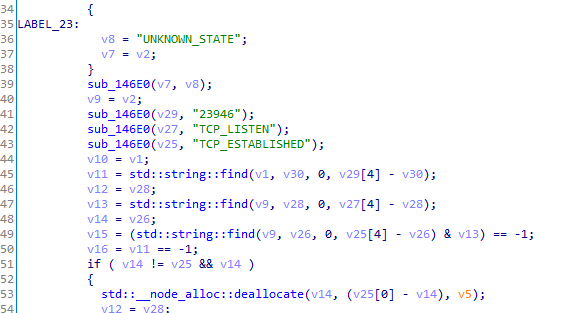 34 {
35 LABEL_23:
36 v8 = "UNKNOWN_STATE";
37 v7 = v2;
38 }
39 sub_146E0(v7, v8);
40 v9 = v2;
41 sub_146E0(v29, "23946");
42 sub_146E0(v27, "TCP_LISTEN");
43 sub_146E0(v25, "TCP_ESTABLISHED");
44 v10 = v1;
45 v11 = std::string::find(v1, v30, 0, v29[4] - v30);
46 v12 = v28;
47 v13 = std::string::find(v9, v28, 0, v27[4] - v28);
48 v14 = v26;
49 v15 = (std::string::find(v9, v26, 0, v25[4] - v26) & v13) == -1;
50 v16 = v11 == -1;
51 if ( v14 != v25 && v14 )
52 {
53 std::__node_alloc::deallocate(v14, (v25[0] - v14), v5);
54 v12 = v28;